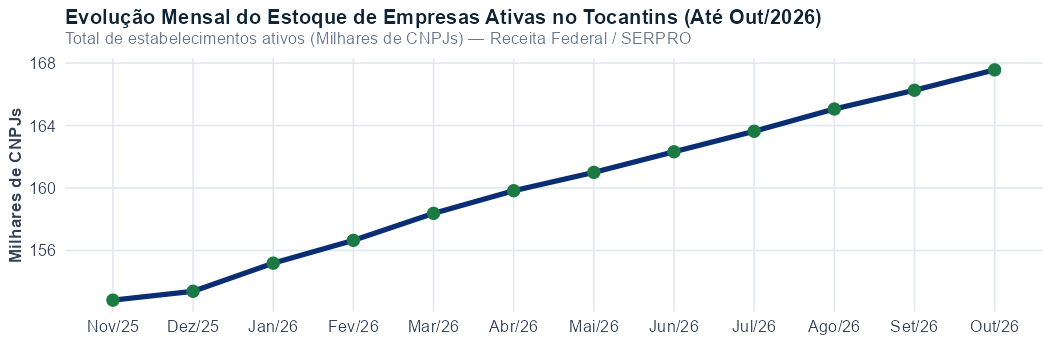 Evolução Mensal do Estoque de Empresas Ativas no Tocantins (Até Out/2026)
Total de estabelecimentos ativos (Milhares de CNPJs) — Receita Federal / SERPRO
Milhares de CNPJs
168
164
160
156
Nov/25 Dez/25 Jan/26 Fev/26 Mar/26 Abr/26 Mai/26 Jun/26 Jul/26 Ago/26 Set/26 Out/26